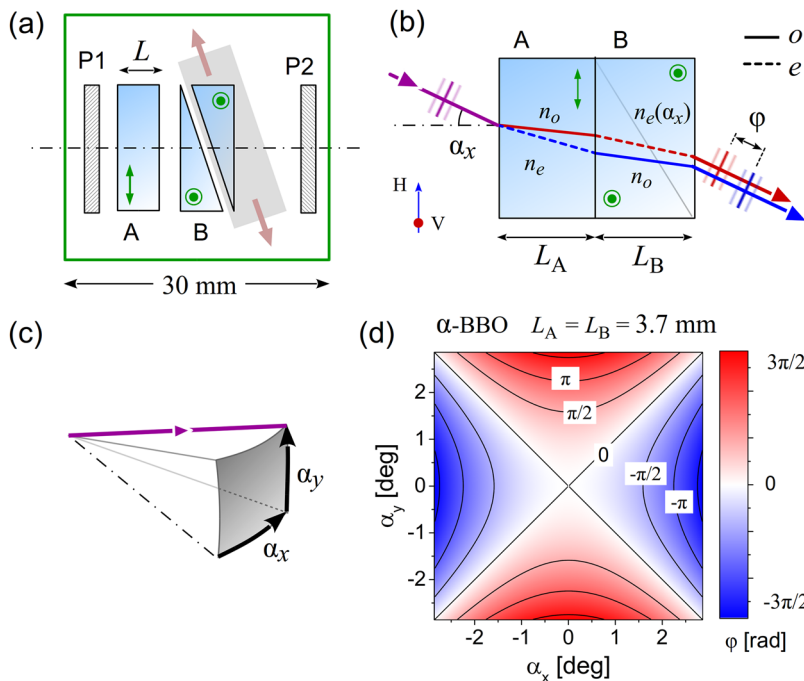 (a)
P1
L
P2
A
B
30 mm
(b)
A
B
o
e
n_o
n_e(α_x)
α_x
n_e
n_o
φ
H
V
L_A
L_B
(c)
α_y
α_x
(d)
α-BBO L_A = L_B = 3.7 mm
α_y [deg]
2
1
0
-1
-2
π
π/2
0
-π/2
-π
-2 -1 0 1 2
α_x [deg]
3π/2
0
-3π/2
φ [rad]